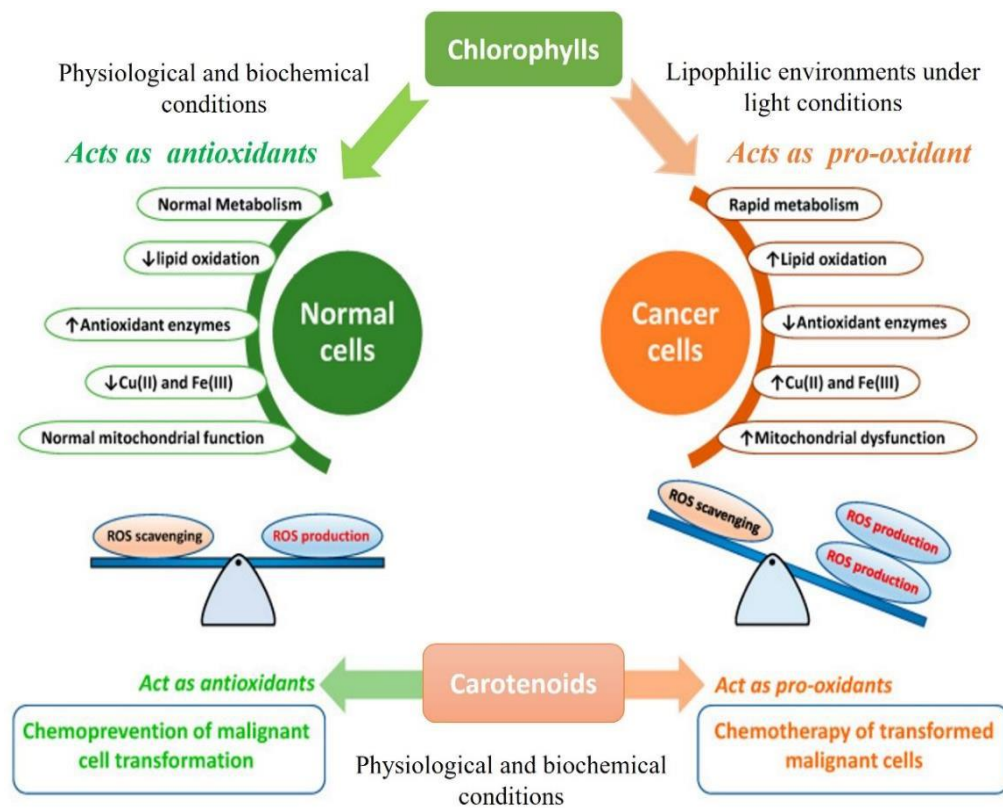 Chlorophylls
Physiological and biochemical
conditions
Acts as antioxidants
Lipophilic environments under
light conditions
Acts as pro-oxidant
Normal Metabolism
↓lipid oxidation
↑Antioxidant enzymes
↓Cu(II) and Fe(III)
Normal mitochondrial function
Normal
cells
Cancer
cells
Rapid metabolism
↑Lipid oxidation
↓Antioxidant enzymes
↑Cu(II) and Fe(III)
↑Mitochondrial dysfunction
ROS scavenging
ROS production
ROS scavenging
ROS production
ROS production
Carotenoids
Act as antioxidants
Chemoprevention of malignant
cell transformation
Act as pro-oxidants
Chemotherapy of transformed
malignant cells
Physiological and biochemical
conditions